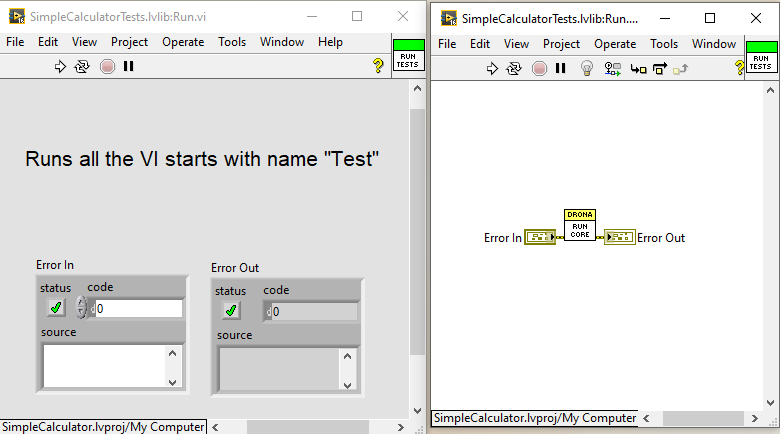 SimpleCalculatorTests.lvlib:Run.vi
File Edit View Project Operate Tools Window Help
?
RUN
TESTS
Runs all the VI starts with name "Test"
Error In
status code
d 0
source
Error Out
status code
d 0
source
SimpleCalculator.lvproj/My Computer
SimpleCalculatorTests.lvlib:Run....
File Edit View Project Operate Tools Window
?
RUN
TESTS
DRONA
RUN
CORE
Error In
Error Out
SimpleCalculator.lvproj/My Computer